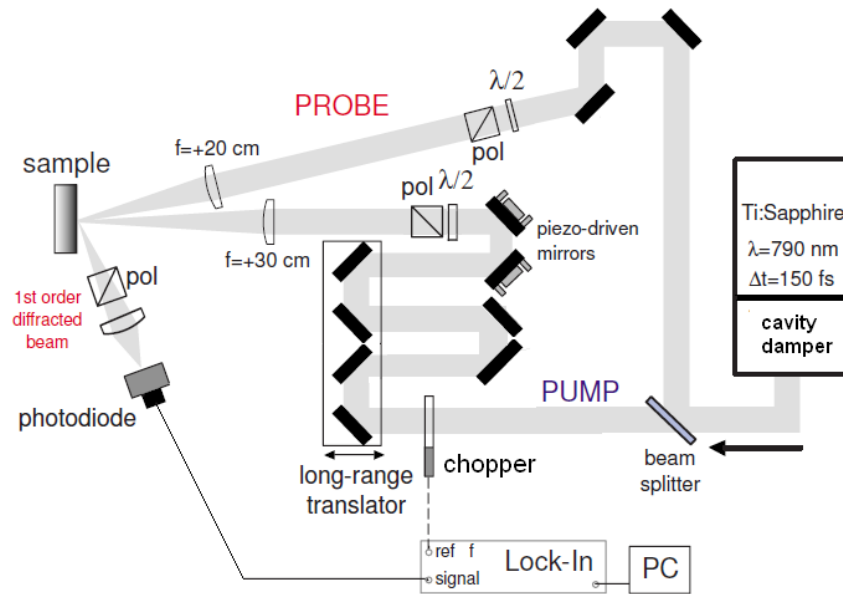 λ/2
PROBE
pol
f=+20 cm
sample
Ti:Sapphire
λ=790 nm
Δt=150 fs
pol
λ/2
piezo-driven
mirrors
f=+30 cm
pol
1st order
diffracted
beam
cavity
damper
photodiode
PUMP
chopper
beam
splitter
long-range
translator
ref f
signal
Lock-In
PC